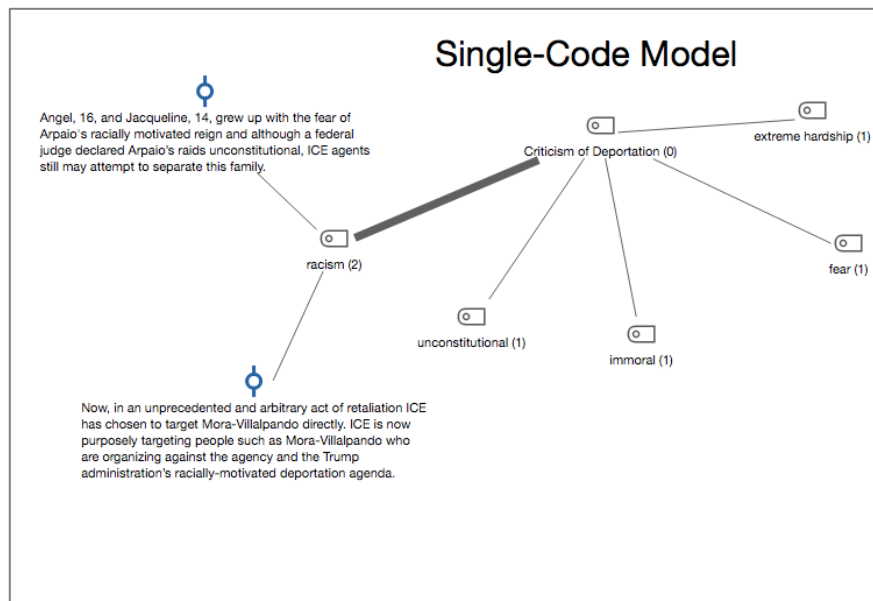 Single-Code Model
Angel, 16, and Jacqueline, 14, grew up with the fear of
Arpaio's racially motivated reign and although a federal
judge declared Arpaio's raids unconstitutional, ICE agents
still may attempt to separate this family.
extreme hardship (1)
Criticism of Deportation (0)
racism (2)
fear (1)
unconstitutional (1)
immoral (1)
Now, in an unprecedented and arbitrary act of retaliation ICE
has chosen to target Mora-Villalpando directly. ICE is now
purposely targeting people such as Mora-Villalpando who
are organizing against the agency and the Trump
administration's racially-motivated deportation agenda.